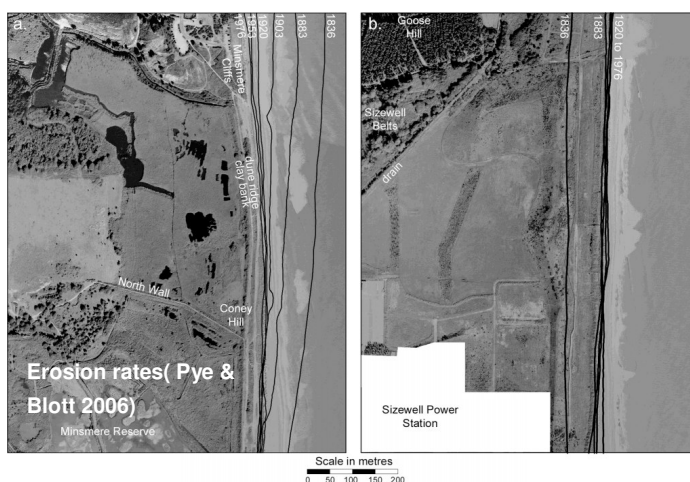 a.
1976
1953
1920
1903
1883
1836
Minsmere
Cliffs
dune ridge
clay bank
North Wall
Coney
Hill
Erosion rates( Pye &
Blott 2006)
Minsmere Reserve
b.
Goose
Hill
1836
1883
1920 to 1976
Sizewell
Belts
drain
Sizewell Power
Station
Scale in metres
0 50 100 150 200